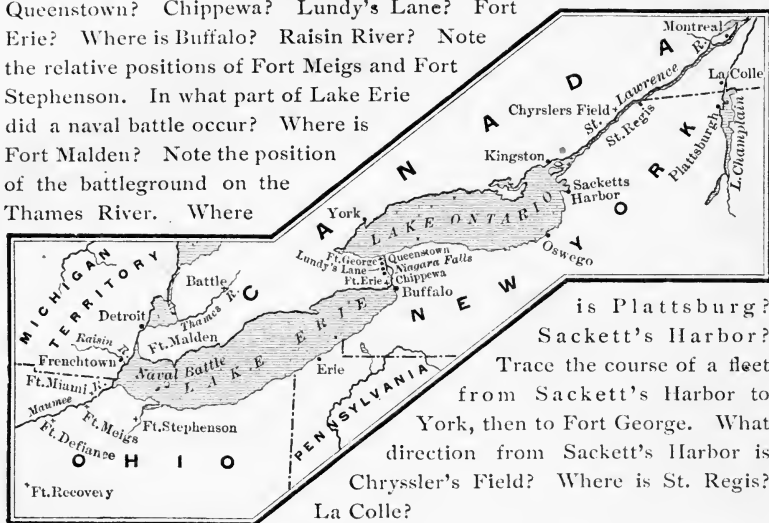 Queenstown? Chippewa? Lundy's Lane? Fort
Erie? Where is Buffalo? Raisin River? Note
the relative positions of Fort Meigs and Fort
Stephenson. In what part of Lake Erie
did a naval battle occur? Where is
Fort Malden? Note the position
of the battleground on the
Thames River. Where
is Plattsburg?
Sackett's Harbor?
Trace the course of a fleet
from Sackett's Harbor to
York, then to Fort George. What
direction from Sackett's Harbor is
Chryssler's Field? Where is St. Regis?
La Colle?
CANADA
Montreal
La Colle
St. Lawrence R.
Chyrslers Field
St. Regis
Plattsburgh
L. Champlain
Kingston
Sacketts
Harbor
NEW YORK
York
LAKE ONTARIO
Oswego
Ft. George
Queenstown
Lundy's Lane
Niagara Falls
Chippewa
Ft. Erie
Buffalo
MICHIGAN
TERRITORY
Battle
Thames R.
Detroit
Ft. Malden
Raisin R.
Frenchtown
Naval Battle
LAKE ERIE
Erie
Ft. Miami
Maumee R.
Ft. Meigs
Ft. Stephenson
Ft. Defiance
OHIO
PENNSYLVANIA
Ft. Recovery